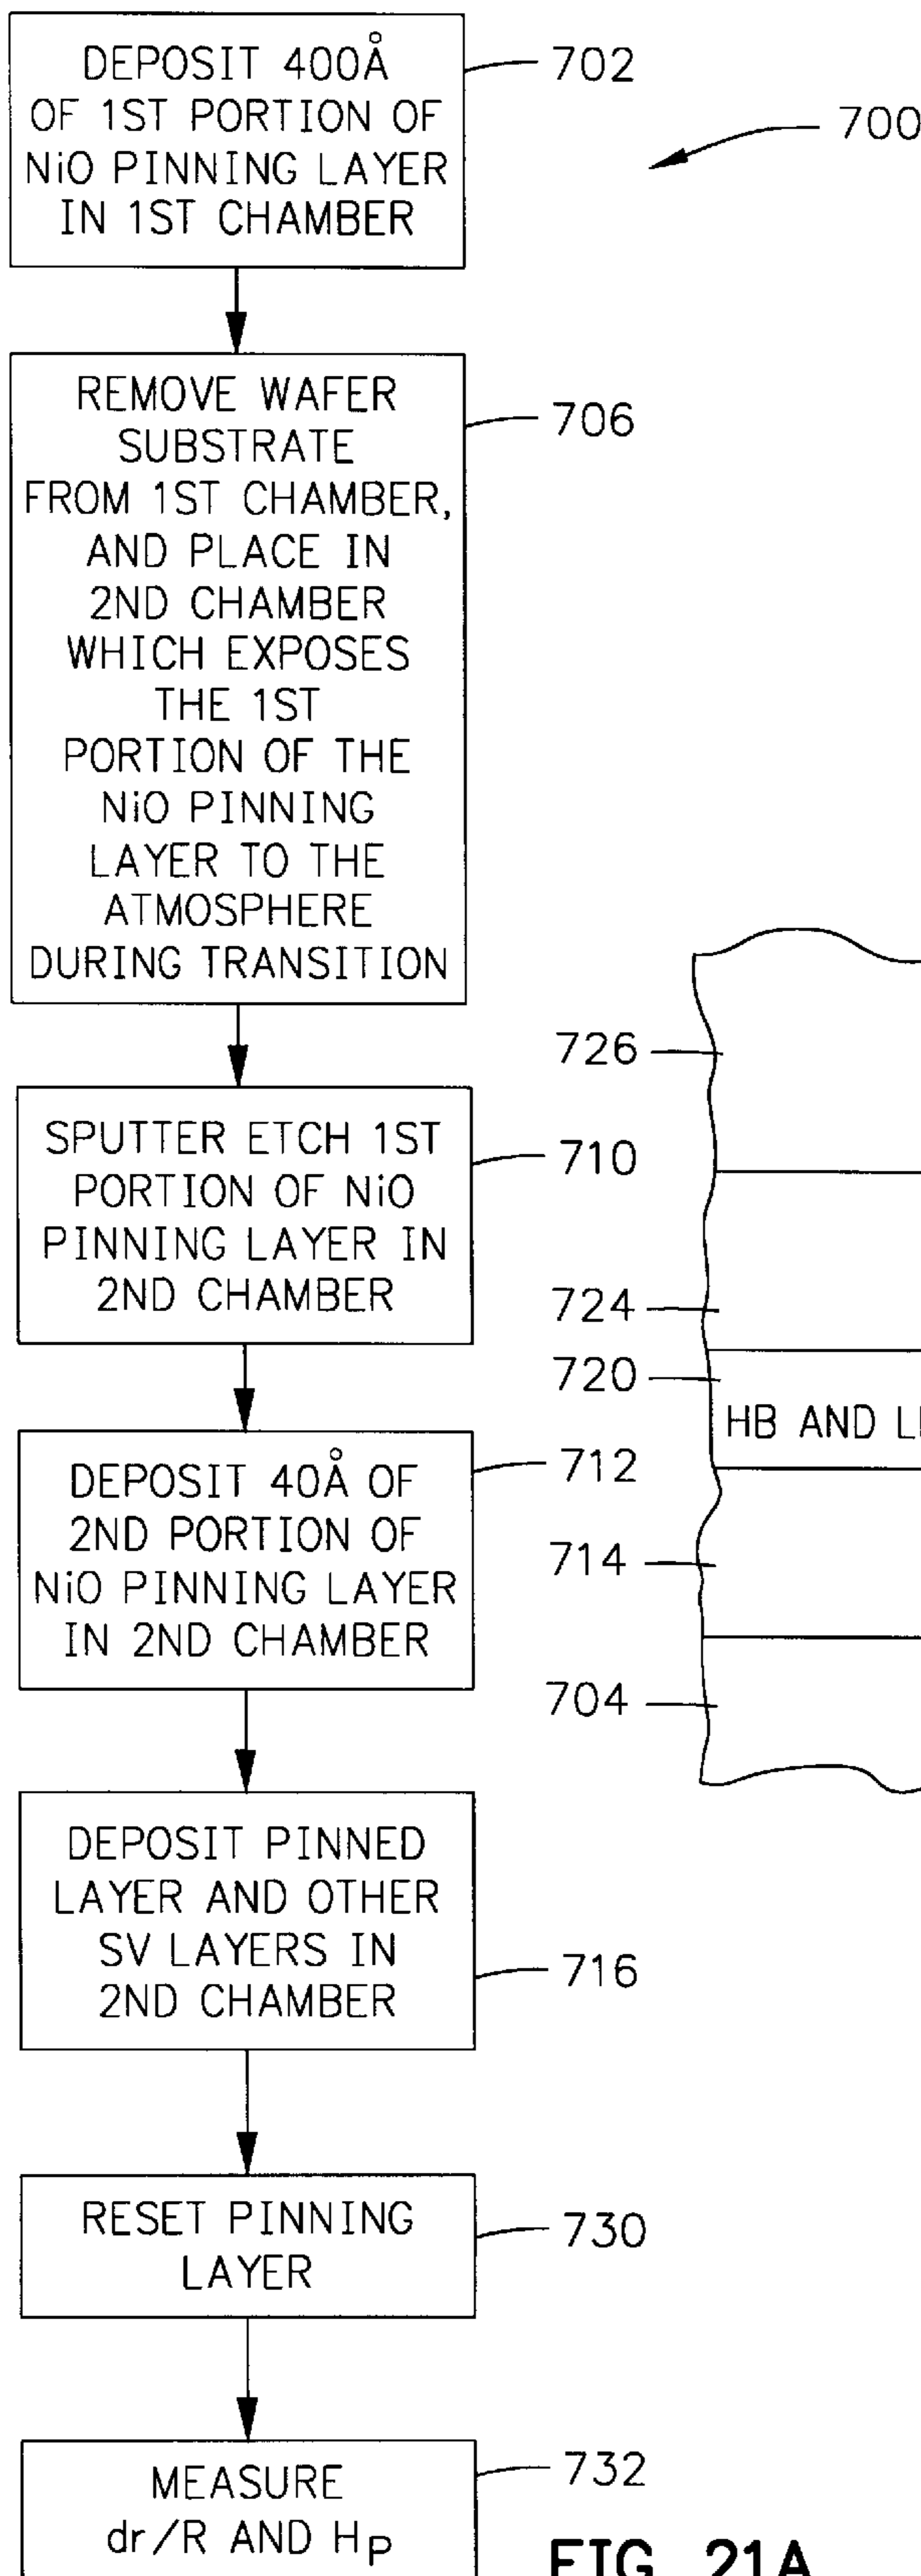 DEPOSIT 400Å
OF 1ST PORTION OF
NiO PINNING LAYER
IN 1ST CHAMBER
702
700
REMOVE WAFER
SUBSTRATE
FROM 1ST CHAMBER,
AND PLACE IN
2ND CHAMBER
WHICH EXPOSES
THE 1ST
PORTION OF THE
NiO PINNING
LAYER TO THE
ATMOSPHERE
DURING TRANSITION
706
SPUTTER ETCH 1ST
PORTION OF NiO
PINNING LAYER IN
2ND CHAMBER
710
DEPOSIT 40Å OF
2ND PORTION OF
NiO PINNING LAYER
IN 2ND CHAMBER
712
DEPOSIT PINNED
LAYER AND OTHER
SV LAYERS IN
2ND CHAMBER
716
RESET PINNING
LAYER
730
MEASURE
dr/R AND HP
732
726
724
720
HB AND
714
704
FIG. 21A